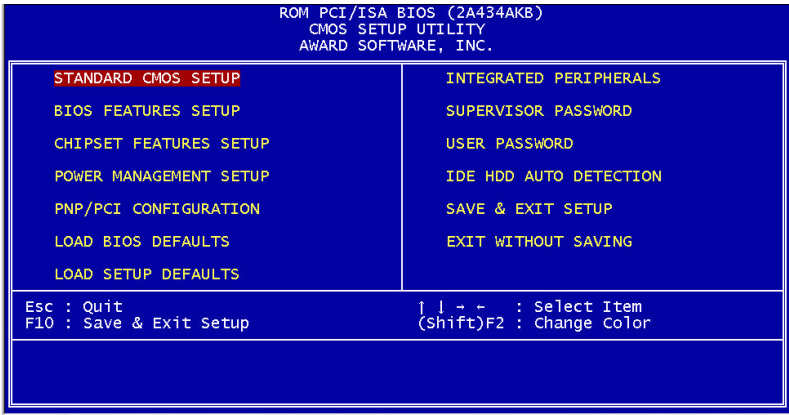 ROM PCI/ISA BIOS (2A434AKB)
CMOS SETUP UTILITY
AWARD SOFTWARE, INC.
STANDARD CMOS SETUP
BIOS FEATURES SETUP
CHIPSET FEATURES SETUP
POWER MANAGEMENT SETUP
PNP/PCI CONFIGURATION
LOAD BIOS DEFAULTS
LOAD SETUP DEFAULTS
INTEGRATED PERIPHERALS
SUPERVISOR PASSWORD
USER PASSWORD
IDE HDD AUTO DETECTION
SAVE & EXIT SETUP
EXIT WITHOUT SAVING
Esc : Quit
F10 : Save & Exit Setup
↑ ↓ → ← : Select Item
(Shift)F2 : Change Color